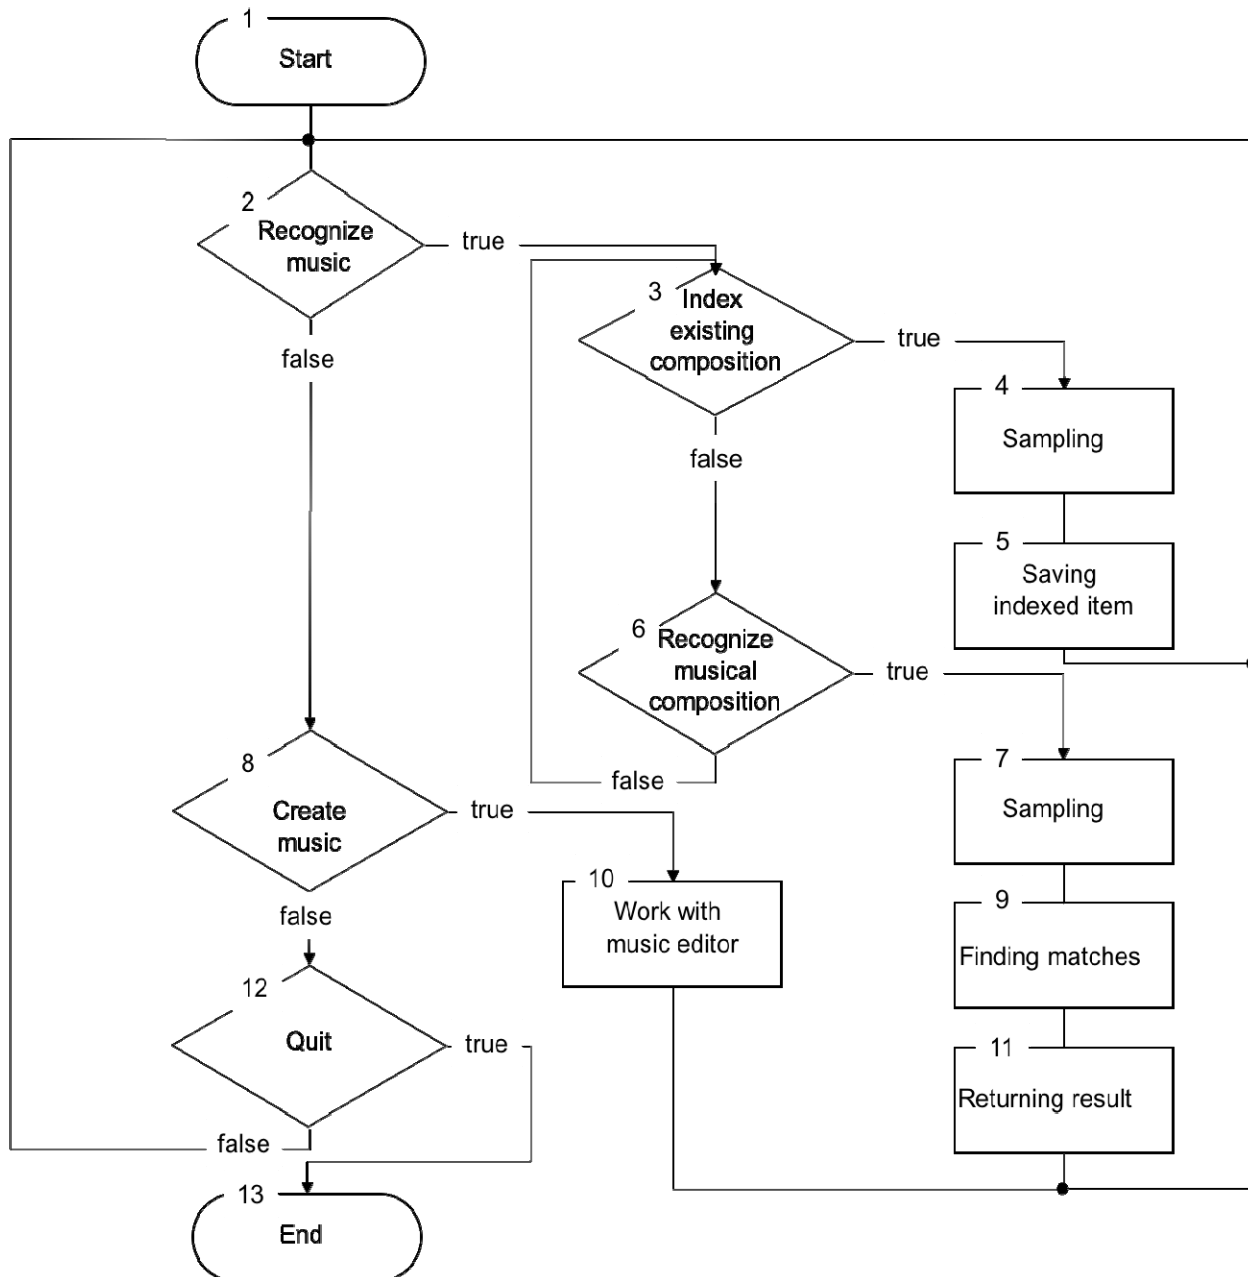 1
Start
2
Recognize
music
true
false
3
Index
existing
composition
true
false
4
Sampling
5
Saving
indexed item
6
Recognize
musical
composition
true
false
7
Sampling
8
Create
music
true
false
9
Finding matches
10
Work with
music editor
11
Returning result
12
Quit
true
false
13
End